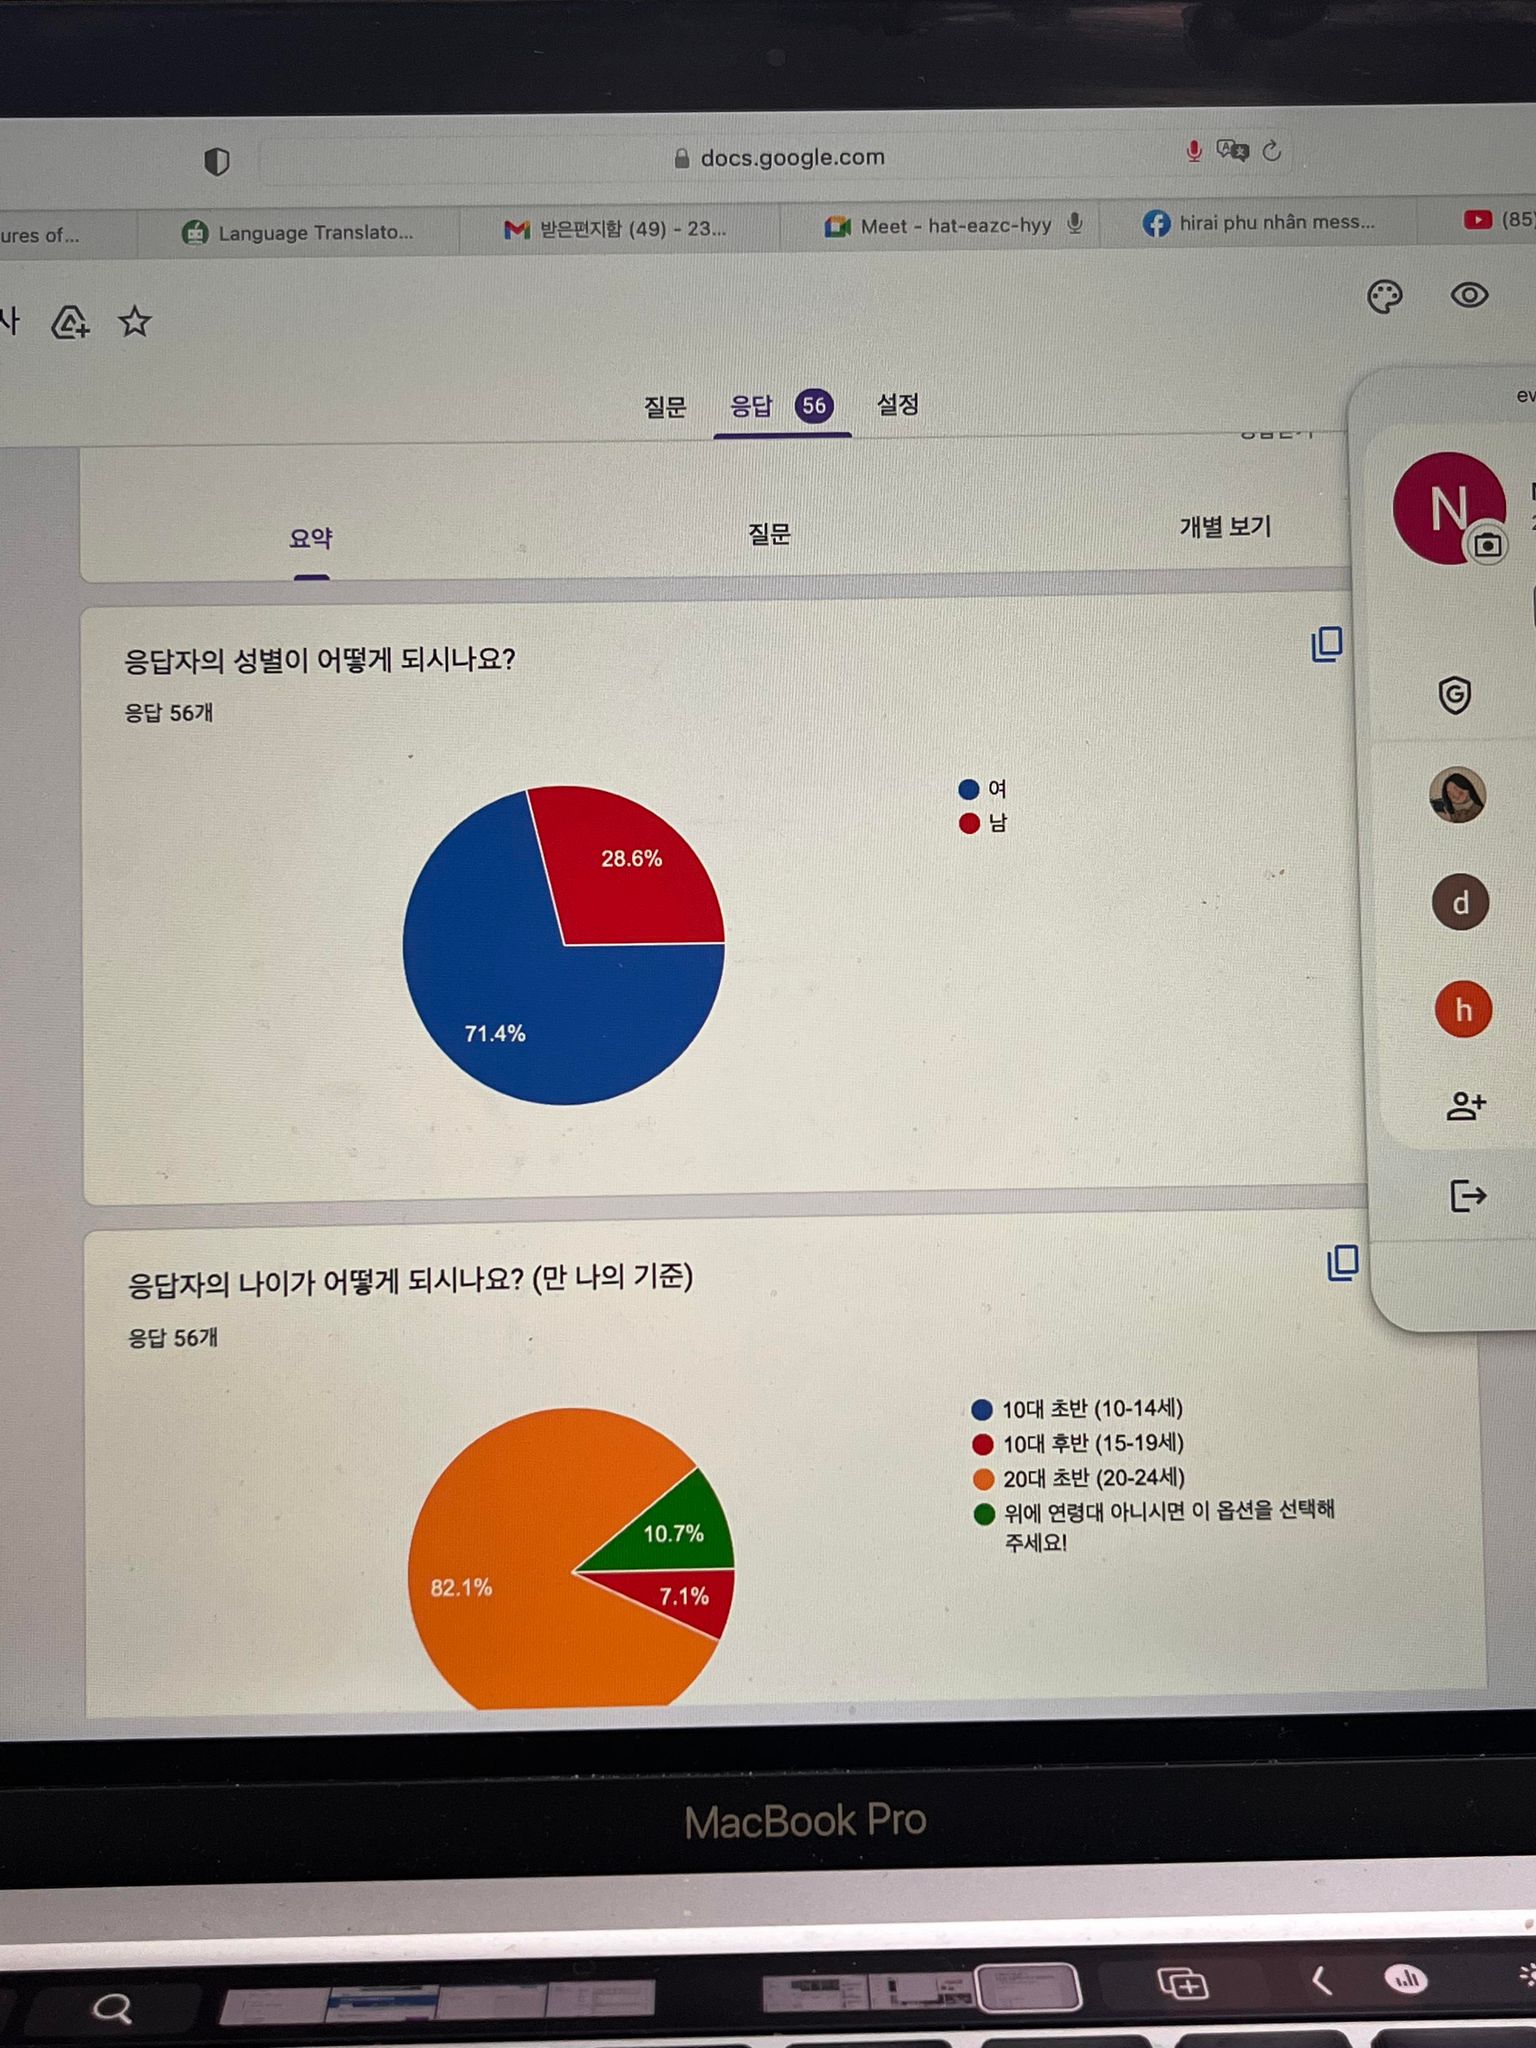 docs.google.com
ures of...
Language Translato...
받은편지함 (49) - 23...
Meet - hat-eazc-hyy
hirai phu nhân mess...
(85)
사
질문
응답
56
설정
ev
N
요약
질문
개별 보기
응답자의 성별이 어떻게 되시나요?
응답 56개
여
남
28.6%
71.4%
d
h
응답자의 나이가 어떻게 되시나요? (만 나의 기준)
응답 56개
10대 초반 (10-14세)
10대 후반 (15-19세)
20대 초반 (20-24세)
위에 연령대 아니시면 이 옵션을 선택해
주세요!
10.7%
82.1%
7.1%
MacBook Pro